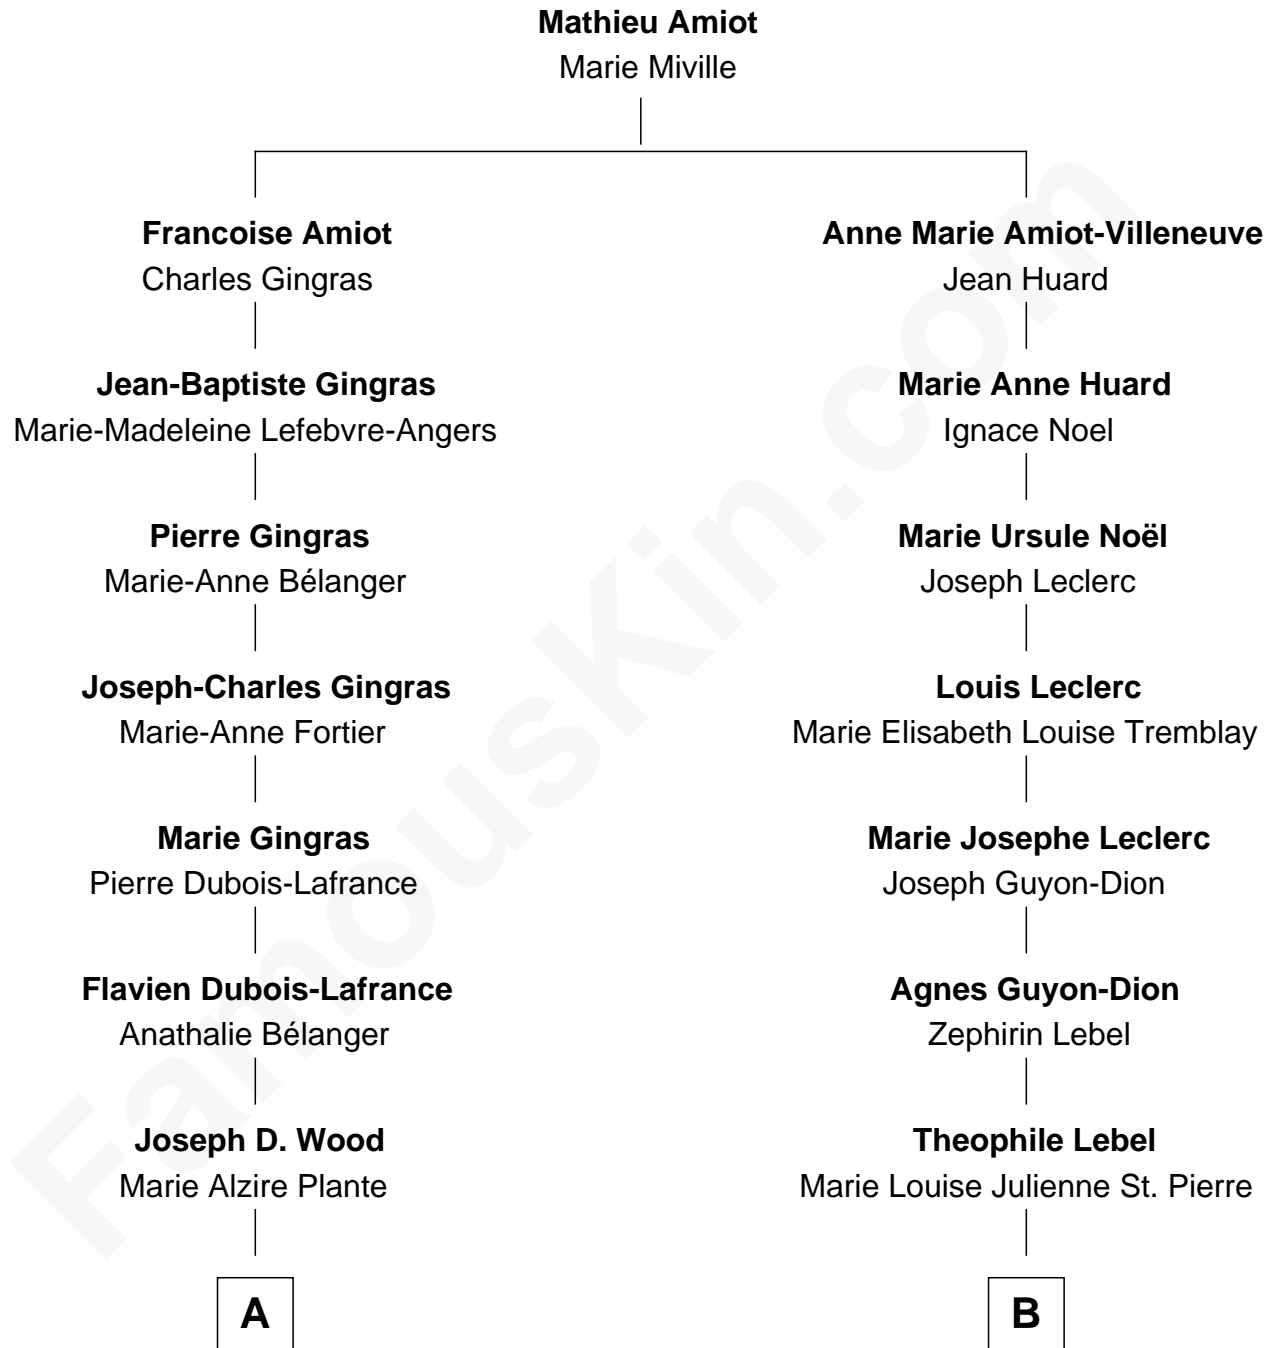 Mathieu Amiot
Marie Miville
Francoise Amiot
Charles Gingras
Anne Marie Amiot-Villeneuve
Jean Huard
Jean-Baptiste Gingras
Marie-Madeleine Lefebvre-Angers
Marie Anne Huard
Ignace Noel
Pierre Gingras
Marie-Anne Bélanger
Marie Ursule Noël
Joseph Leclerc
Joseph-Charles Gingras
Marie-Anne Fortier
Louis Leclerc
Marie Elisabeth Louise Tremblay
Marie Gingras
Pierre Dubois-Lafrance
Marie Josephe Leclerc
Joseph Guyon-Dion
Flavien Dubois-Lafrance
Anathalie Bélanger
Agnes Guyon-Dion
Zephirin Lebel
Joseph D. Wood
Marie Alzire Plante
Theophile Lebel
Marie Louise Julienne St. Pierre
A
B
FamousKin.com